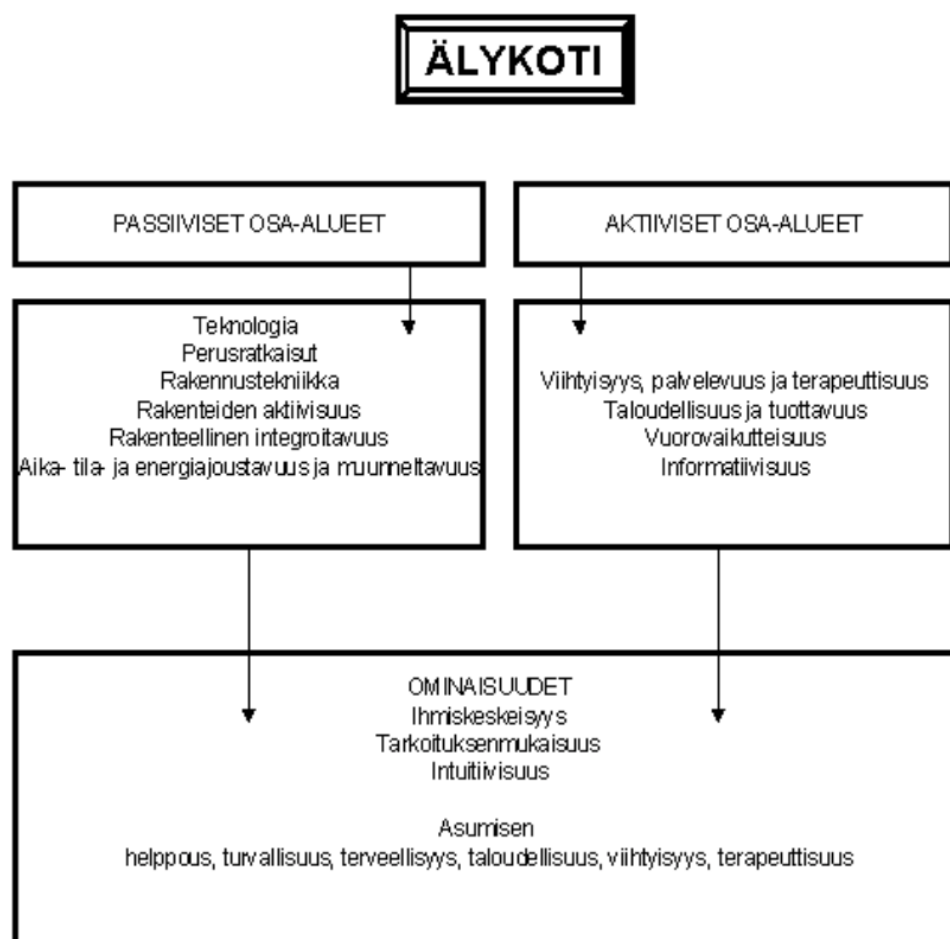 ÄLYKOTI
PASSIIVISET OSA-ALUEET
AKTIIVISET OSA-ALUEET
Teknologia
Perusratkaisut
Rakennustekniikka
Rakenteiden aktiivisuus
Rakenteellinen integroitavuus
Aika- tila- ja energiajoustavuus ja muunneltavuus
Viihtyisyys, palvelevuus ja terapeuttisuus
Taloudellisuus ja tuottavuus
Vuorovaikutteisuus
Informatiivisuus
OMINAISUUDET
Ihmiskeskeisyys
Tarkoituksenmukaisuus
Intuitiivisuus
Asumisen
helppous, turvallisuus, terveellisyys, taloudellisuus, viihtyisyys, terapeuttisuus